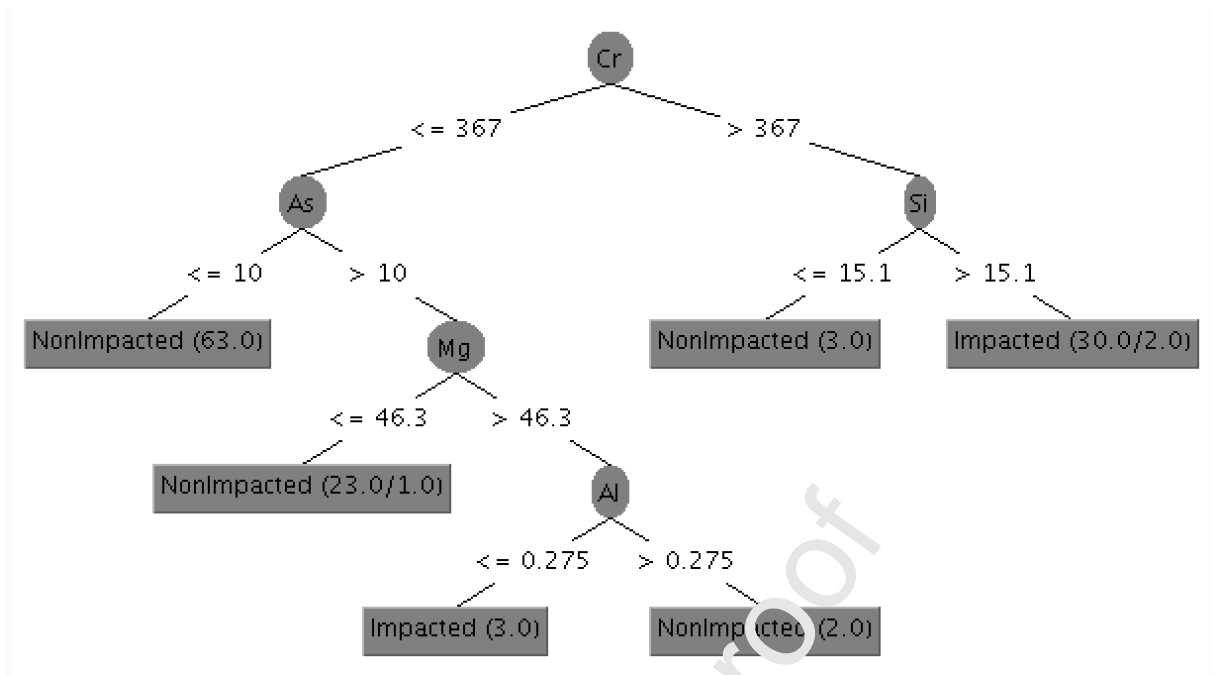 Cr
<= 367
> 367
As
Si
<= 10
> 10
<= 15.1
> 15.1
NonImpacted (63.0)
Mg
NonImpacted (3.0)
Impacted (30.0/2.0)
<= 46.3
> 46.3
NonImpacted (23.0/1.0)
Al
<= 0.275
> 0.275
Impacted (3.0)
NonImpacted (2.0)
roof